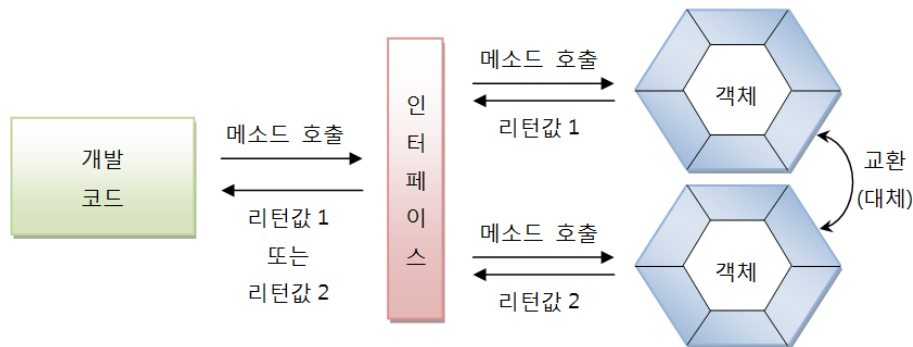 개발
코드
메소드 호출
리턴값 1
또는
리턴값 2
인
터
페
이
스
메소드 호출
리턴값 1
객체
교환
(대체)
메소드 호출
리턴값 2
객체